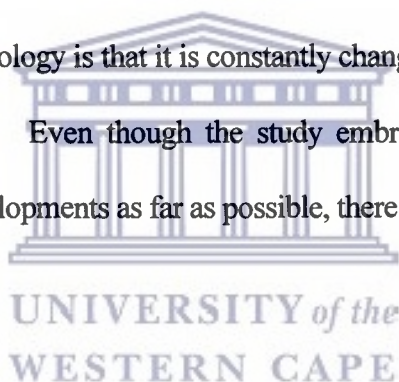 ology is that it is constantly chang
Even though the study embr
lopments as far as possible, there
UNIVERSITY of the
WESTERN CAPE